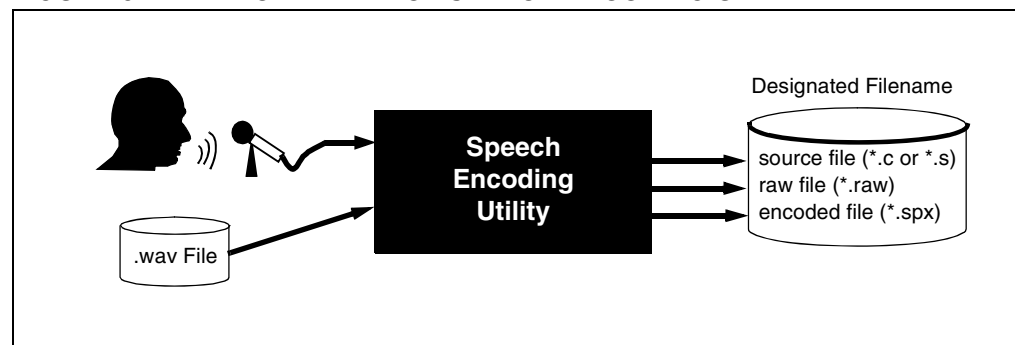 Designated Filename
Speech
Encoding
Utility
source file (*.c or *.s)
raw file (*.raw)
encoded file (*.spx)
.wav File